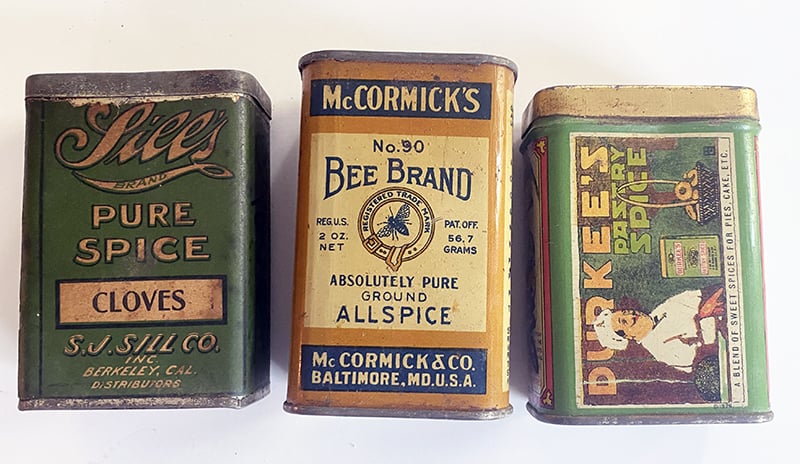 Sill's
BRAND
PURE
SPICE
CLOVES
S.J. SILL CO.
INC.
BERKELEY, CAL.
DISTRIBUTORS
McCORMICK'S
No.90
BEE BRAND
REGISTERED TRADE MARK
REG.U.S. PAT.OFF.
2 OZ. 56.7
NET GRAMS
ABSOLUTELY PURE
GROUND
ALLSPICE
McCORMICK & CO.
BALTIMORE, MD. U.S.A.
DURKEE'S
PASTRY
SPICE
A BLEND OF SWEET SPICES FOR PIES, CAKE, ETC.